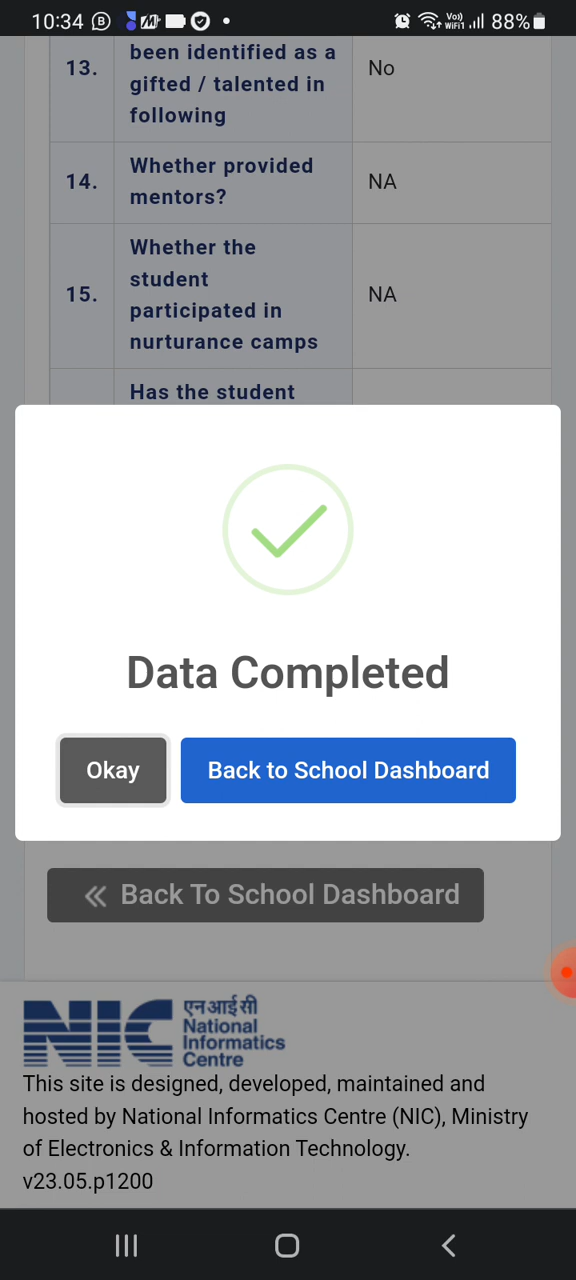 10:34 88%
13.
been identified as a
gifted / talented in
following
No
14.
Whether provided
mentors?
NA
15.
Whether the
student
participated in
nurturance camps
NA
Has the student
Data Completed
Okay
Back to School Dashboard
« Back To School Dashboard
NIC
एन आई सी
National
Informatics
Centre
This site is designed, developed, maintained and
hosted by National Informatics Centre (NIC), Ministry
of Electronics & Information Technology.
v23.05.p1200